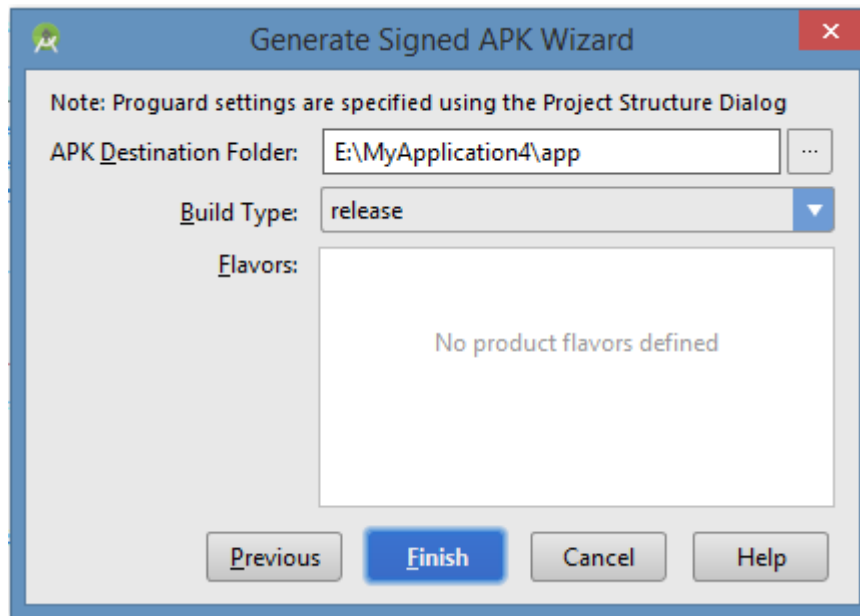 Generate Signed APK Wizard
Note: Proguard settings are specified using the Project Structure Dialog
APK Destination Folder: E:\MyApplication4\app ...
Build Type: release
Flavors:
No product flavors defined
Previous Finish Cancel Help